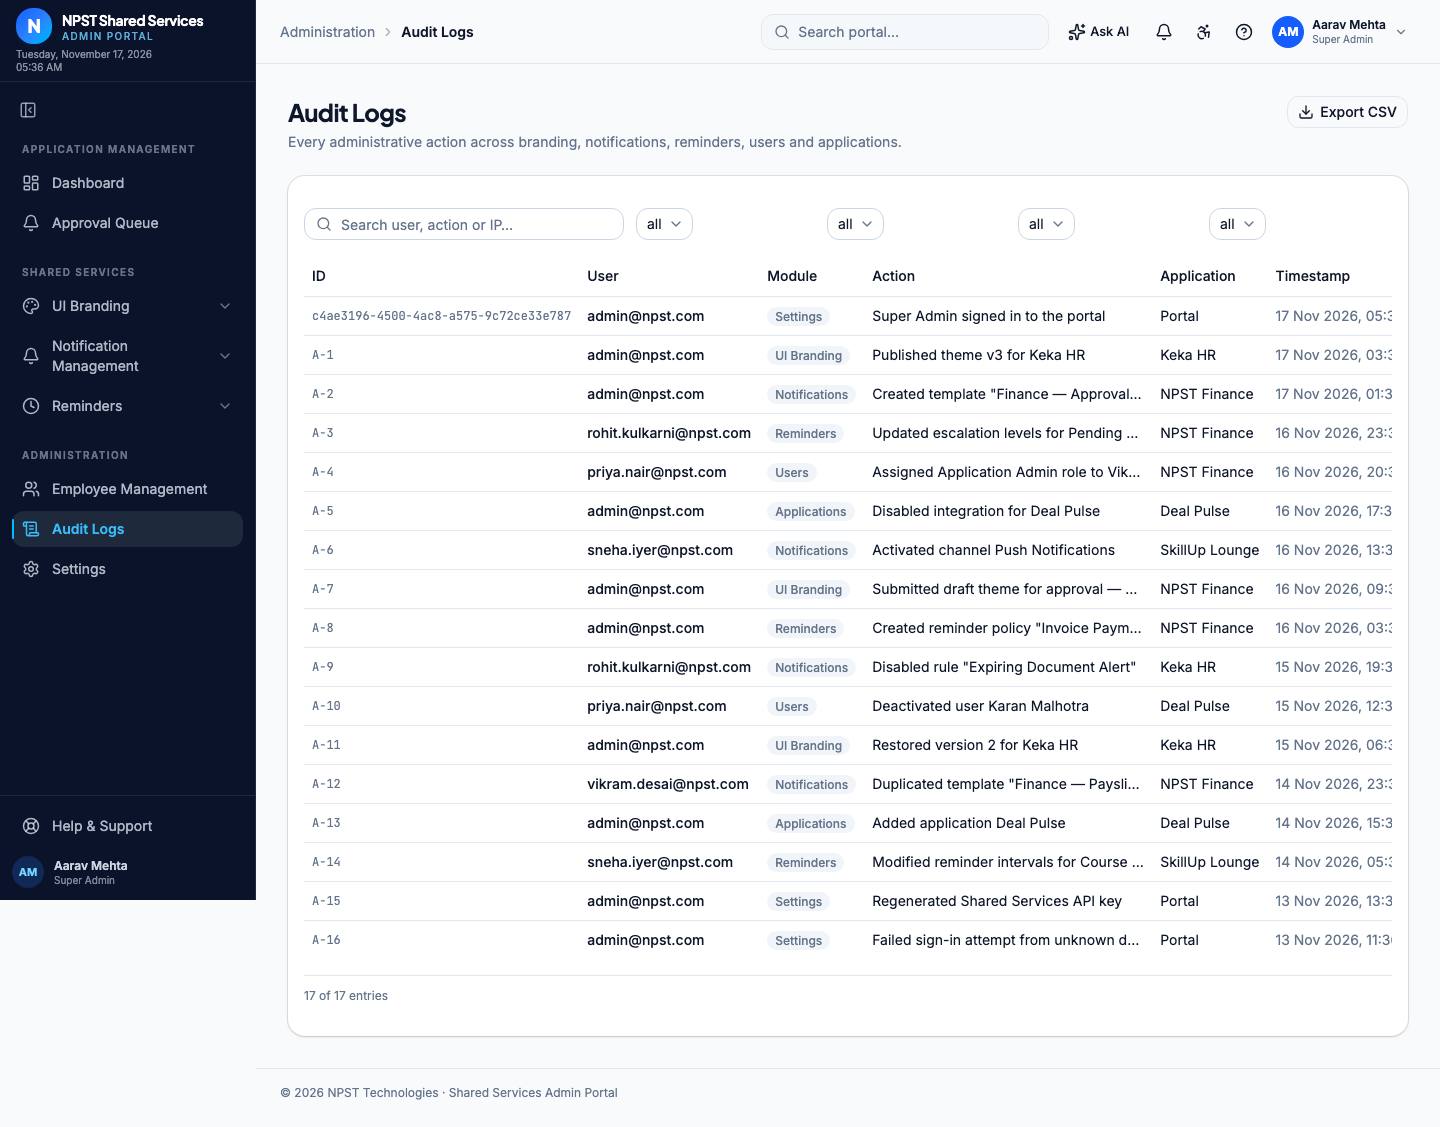 NPST Shared Services
ADMIN PORTAL
Tuesday, November 17, 2026
05:36 AM
APPLICATION MANAGEMENT
Dashboard
Approval Queue
SHARED SERVICES
UI Branding
Notification
Management
Reminders
ADMINISTRATION
Employee Management
Audit Logs
Settings
Help & Support
AM
Aarav Mehta
Super Admin
Administration > Audit Logs
Search portal...
Ask AI
AM
Aarav Mehta
Super Admin
Audit Logs
Export CSV
Every administrative action across branding, notifications, reminders, users and applications.
Search user, action or IP... all all all all
ID User Module Action Application Timestamp
c4ae3196-4500-4ac8-a575-9c72ce33e787 admin@npst.com Settings Super Admin signed in to the portal Portal 17 Nov 2026, 05:3
A-1 admin@npst.com UI Branding Published theme v3 for Keka HR Keka HR 17 Nov 2026, 03:3
A-2 admin@npst.com Notifications Created template "Finance — Approval... NPST Finance 17 Nov 2026, 01:3
A-3 rohit.kulkarni@npst.com Reminders Updated escalation levels for Pending ... NPST Finance 16 Nov 2026, 23:3
A-4 priya.nair@npst.com Users Assigned Application Admin role to Vik... NPST Finance 16 Nov 2026, 20:3
A-5 admin@npst.com Applications Disabled integration for Deal Pulse Deal Pulse 16 Nov 2026, 17:3
A-6 sneha.iyer@npst.com Notifications Activated channel Push Notifications SkillUp Lounge 16 Nov 2026, 13:3
A-7 admin@npst.com UI Branding Submitted draft theme for approval — ... NPST Finance 16 Nov 2026, 09:3
A-8 admin@npst.com Reminders Created reminder policy "Invoice Paym... NPST Finance 16 Nov 2026, 03:3
A-9 rohit.kulkarni@npst.com Notifications Disabled rule "Expiring Document Alert" Keka HR 15 Nov 2026, 19:3
A-10 priya.nair@npst.com Users Deactivated user Karan Malhotra Deal Pulse 15 Nov 2026, 12:3
A-11 admin@npst.com UI Branding Restored version 2 for Keka HR Keka HR 15 Nov 2026, 06:3
A-12 vikram.desai@npst.com Notifications Duplicated template "Finance — Paysli... NPST Finance 14 Nov 2026, 23:3
A-13 admin@npst.com Applications Added application Deal Pulse Deal Pulse 14 Nov 2026, 15:3
A-14 sneha.iyer@npst.com Reminders Modified reminder intervals for Course ... SkillUp Lounge 14 Nov 2026, 05:3
A-15 admin@npst.com Settings Regenerated Shared Services API key Portal 13 Nov 2026, 13:3
A-16 admin@npst.com Settings Failed sign-in attempt from unknown d... Portal 13 Nov 2026, 11:3
17 of 17 entries
© 2026 NPST Technologies · Shared Services Admin Portal